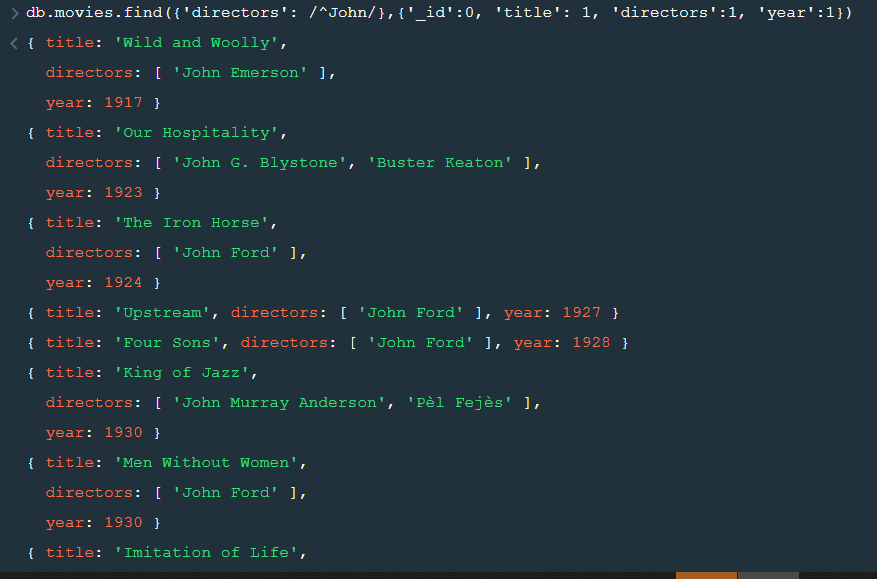 > db.movies.find({'directors': /^John/},{'_id':0, 'title': 1, 'directors':1, 'year':1})
< { title: 'Wild and Woolly',
directors: [ 'John Emerson' ],
year: 1917 }
{ title: 'Our Hospitality',
directors: [ 'John G. Blystone', 'Buster Keaton' ],
year: 1923 }
{ title: 'The Iron Horse',
directors: [ 'John Ford' ],
year: 1924 }
{ title: 'Upstream', directors: [ 'John Ford' ], year: 1927 }
{ title: 'Four Sons', directors: [ 'John Ford' ], year: 1928 }
{ title: 'King of Jazz',
directors: [ 'John Murray Anderson', 'Pèl Fejès' ],
year: 1930 }
{ title: 'Men Without Women',
directors: [ 'John Ford' ],
year: 1930 }
{ title: 'Imitation of Life',